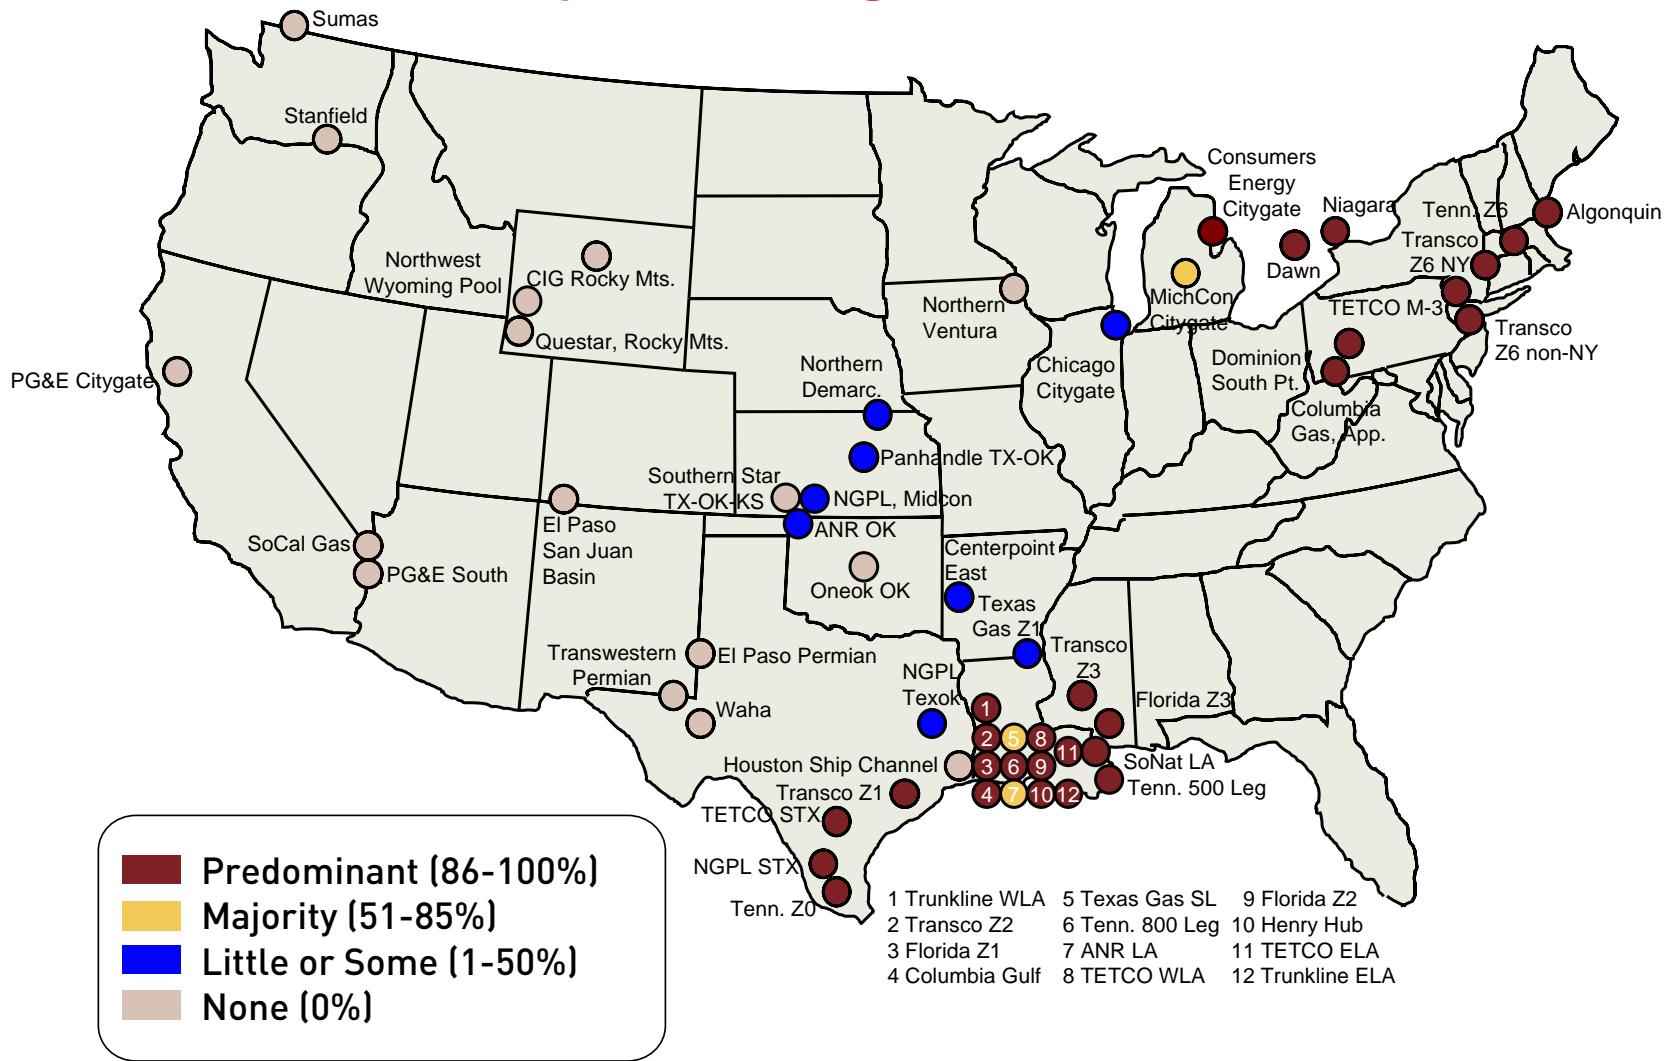 Sumas
Stanfield
Consumers
Energy
Citygate
Niagara
Tenn. Z6
Algonquin
Transco
Z6 NY
Dawn
Northwest
Wyoming Pool
CIG Rocky Mts.
Northern
Ventura
MichCon
Citygate
TETCO M-3
Transco
Z6 non-NY
Questar, Rocky Mts.
PG&E Citygate
Northern
Demarc.
Chicago
Citygate
Dominion
South Pt.
Columbia
Gas, App.
Panhandle TX-OK
Southern Star
TX-OK-KS
NGPL, Midcon
ANR OK
El Paso
San Juan
Basin
SoCal Gas
PG&E South
Oneok OK
Centerpoint
East
Texas
Gas Z1
Transwestern
Permian
El Paso Permian
Waha
NGPL
Texok
Transco
Z3
Florida Z3
1
2
5
8
11
3
6
9
4
7
10
12
Houston Ship Channel
SoNat LA
Tenn. 500 Leg
Transco Z1
TETCO STX
NGPL STX
Tenn. Z0
Predominant (86-100%)
Majority (51-85%)
Little or Some (1-50%)
None (0%)
1 Trunkline WLA 5 Texas Gas SL 9 Florida Z2
2 Transco Z2 6 Tenn. 800 Leg 10 Henry Hub
3 Florida Z1 7 ANR LA 11 TETCO ELA
4 Columbia Gulf 8 TETCO WLA 12 Trunkline ELA